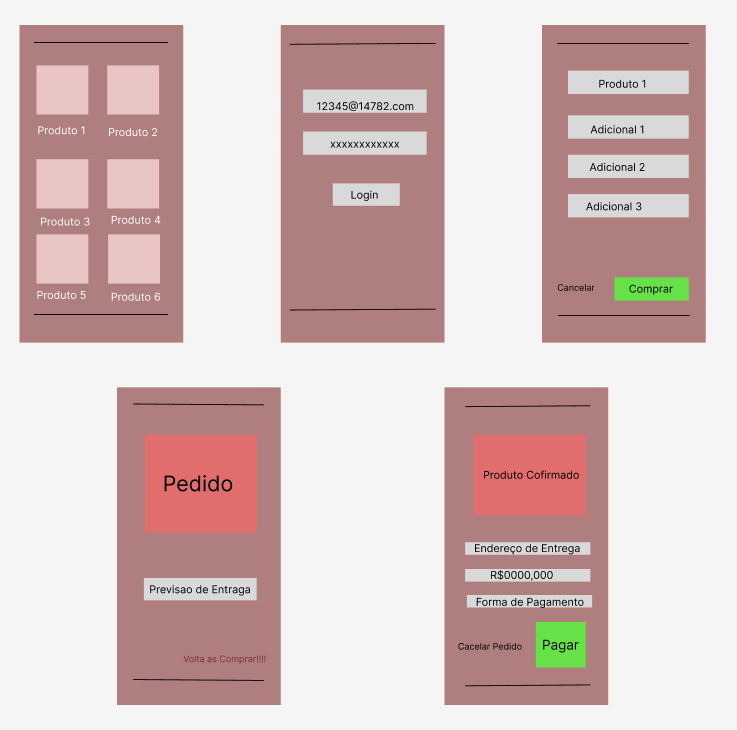 Produto 1
Produto 2
Produto 3
Produto 4
Produto 5
Produto 6
12345@14782.com
xxxxxxxxxxxx
Login
Produto 1
Adicional 1
Adicional 2
Adicional 3
Cancelar
Comprar
Pedido
Previsao de Entraga
Volta as Comprar!!!!
Produto Cofirmado
Endereço de Entrega
R$0000,000
Forma de Pagamento
Cacelar Pedido
Pagar